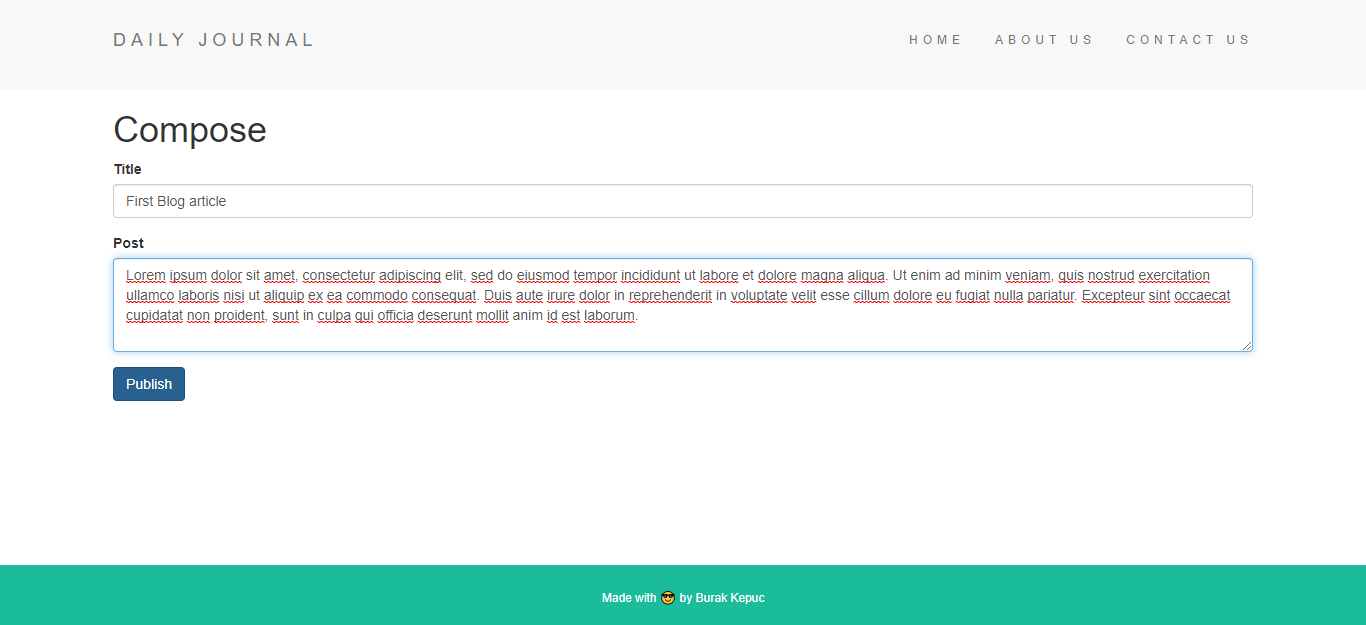 DAILY JOURNAL HOME ABOUT US CONTACT US
Compose
Title
First Blog article
Post
Lorem ipsum dolor sit amet, consectetur adipiscing elit, sed do eiusmod tempor incididunt ut labore et dolore magna aliqua. Ut enim ad minim veniam, quis nostrud exercitation
ullamco laboris nisi ut aliquip ex ea commodo consequat. Duis aute irure dolor in reprehenderit in voluptate velit esse cillum dolore eu fugiat nulla pariatur. Excepteur sint occaecat
cupidatat non proident, sunt in culpa qui officia deserunt mollit anim id est laborum.
Publish
Made with 😎 by Burak Kepuc